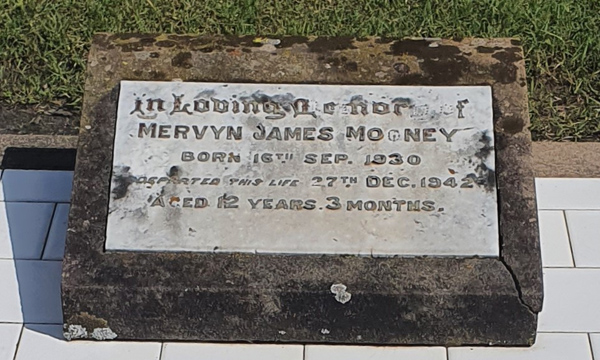 In Loving Memory of
MERVYN JAMES MOONEY
BORN 16TH SEP. 1930
DEPARTED THIS LIFE 27TH DEC. 1942
AGED 12 YEARS. 3 MONTHS.